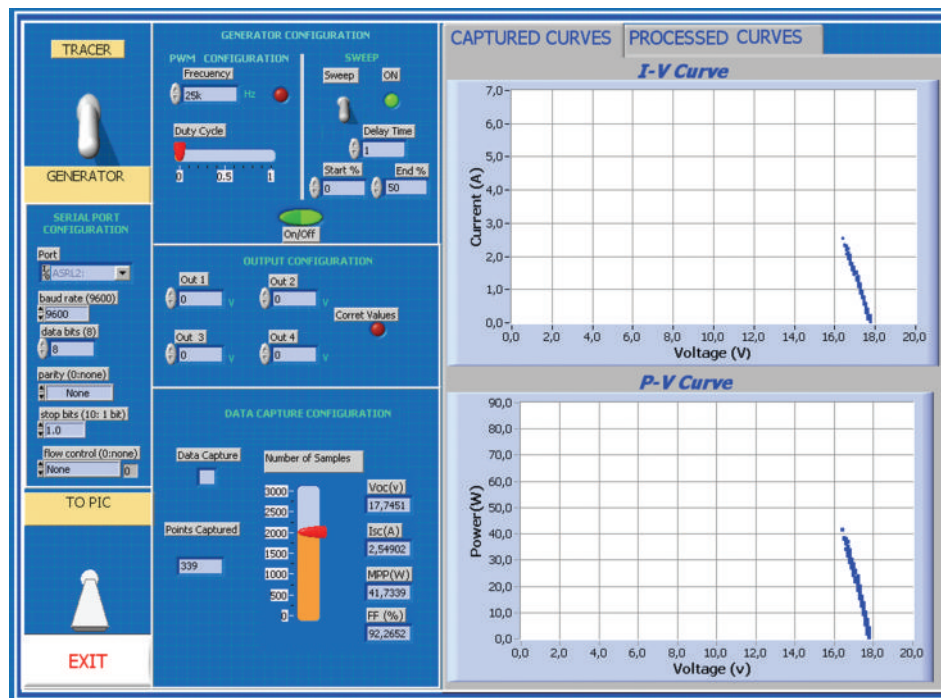 TRACER
GENERATOR
SERIAL PORT
CONFIGURATION
Port
ASRL2:
baud rate (9600)
9600
data bits (8)
8
parity (0:none)
None
stop bits (10: 1 bit)
1.0
flow control (0:none)
None
0
TO PIC
EXIT
GENERATOR CONFIGURATION
PWM CONFIGURATION
Frecuency
25k Hz
Duty Cycle
0 0.5 1
SWEEP
Sweep ON
Delay Time
1
Start % End %
0 50
On/Off
OUTPUT CONFIGURATION
Out 1 Out 2
0 v 0 v
Corret Values
Out 3 Out 4
0 v 0 v
DATA CAPTURE CONFIGURATION
Data Capture
Number of Samples
3000
2500
2000
1500
1000
500
0
Points Captured
339
Voc(v)
17,7451
Isc(A)
2,54902
MPP(W)
41,7339
FF (%)
92,2652
CAPTURED CURVES PROCESSED CURVES
I-V Curve
Current (A)
7,0
6,0
5,0
4,0
3,0
2,0
1,0
0,0
0,0 2,0 4,0 6,0 8,0 10,0 12,0 14,0 16,0 18,0 20,0
Voltage (V)
P-V Curve
Power(W)
90,0
80,0
70,0
60,0
50,0
40,0
30,0
20,0
10,0
0,0
0,0 2,0 4,0 6,0 8,0 10,0 12,0 14,0 16,0 18,0 20,0
Voltage (v)